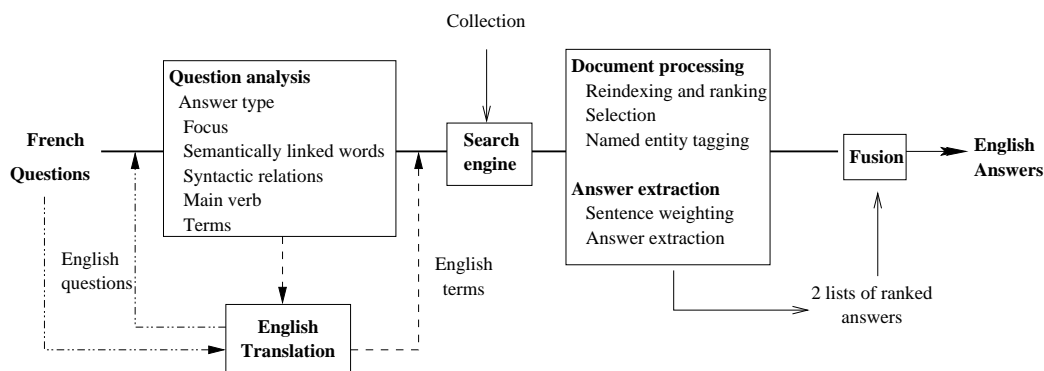 Collection
French
Questions
Question analysis
Answer type
Focus
Semantically linked words
Syntactic relations
Main verb
Terms
English
questions
English
Translation
English
terms
Search
engine
Document processing
Reindexing and ranking
Selection
Named entity tagging
Answer extraction
Sentence weighting
Answer extraction
2 lists of ranked
answers
Fusion
English
Answers